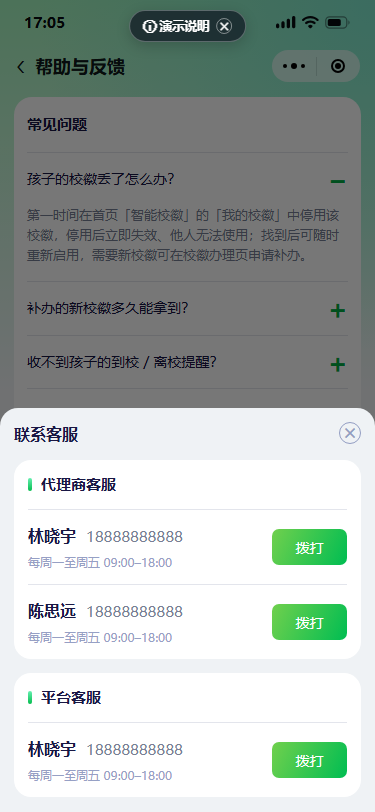 17:05
演示说明
帮助与反馈
常见问题
孩子的校徽丢了怎么办？
第一时间在首页「智能校徽」的「我的校徽」中停用该
校徽，停用后立即失效、他人无法使用；找到后可随时
重新启用，需要新校徽可在校徽办理页申请补办。
补办的新校徽多久能拿到？
收不到孩子的到校 / 离校提醒？
联系客服
代理商客服
林晓宇 18888888888
每周一至周五 09:00–18:00
拨打
陈思远 18888888888
每周一至周五 09:00–18:00
拨打
平台客服
林晓宇 18888888888
每周一至周五 09:00–18:00
拨打